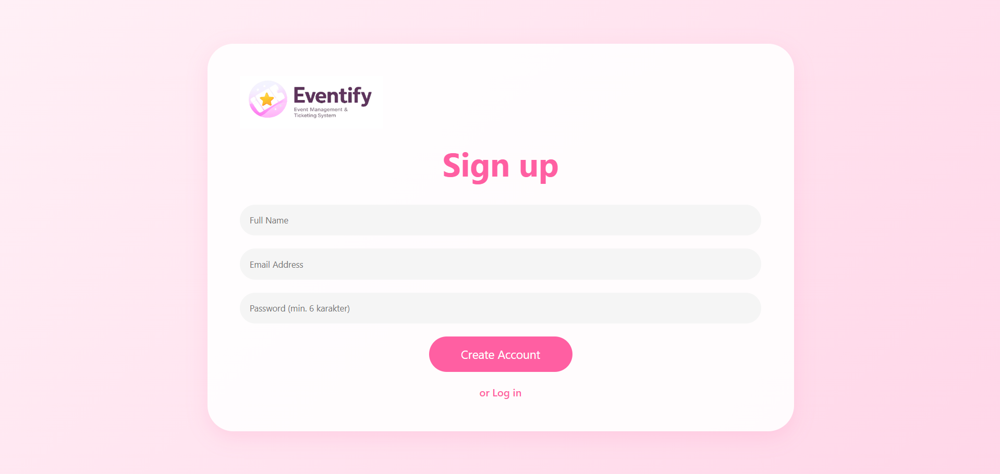 Eventify
Event Management &
Ticketing System
Sign up
Full Name
Email Address
Password (min. 6 karakter)
Create Account
or Log in